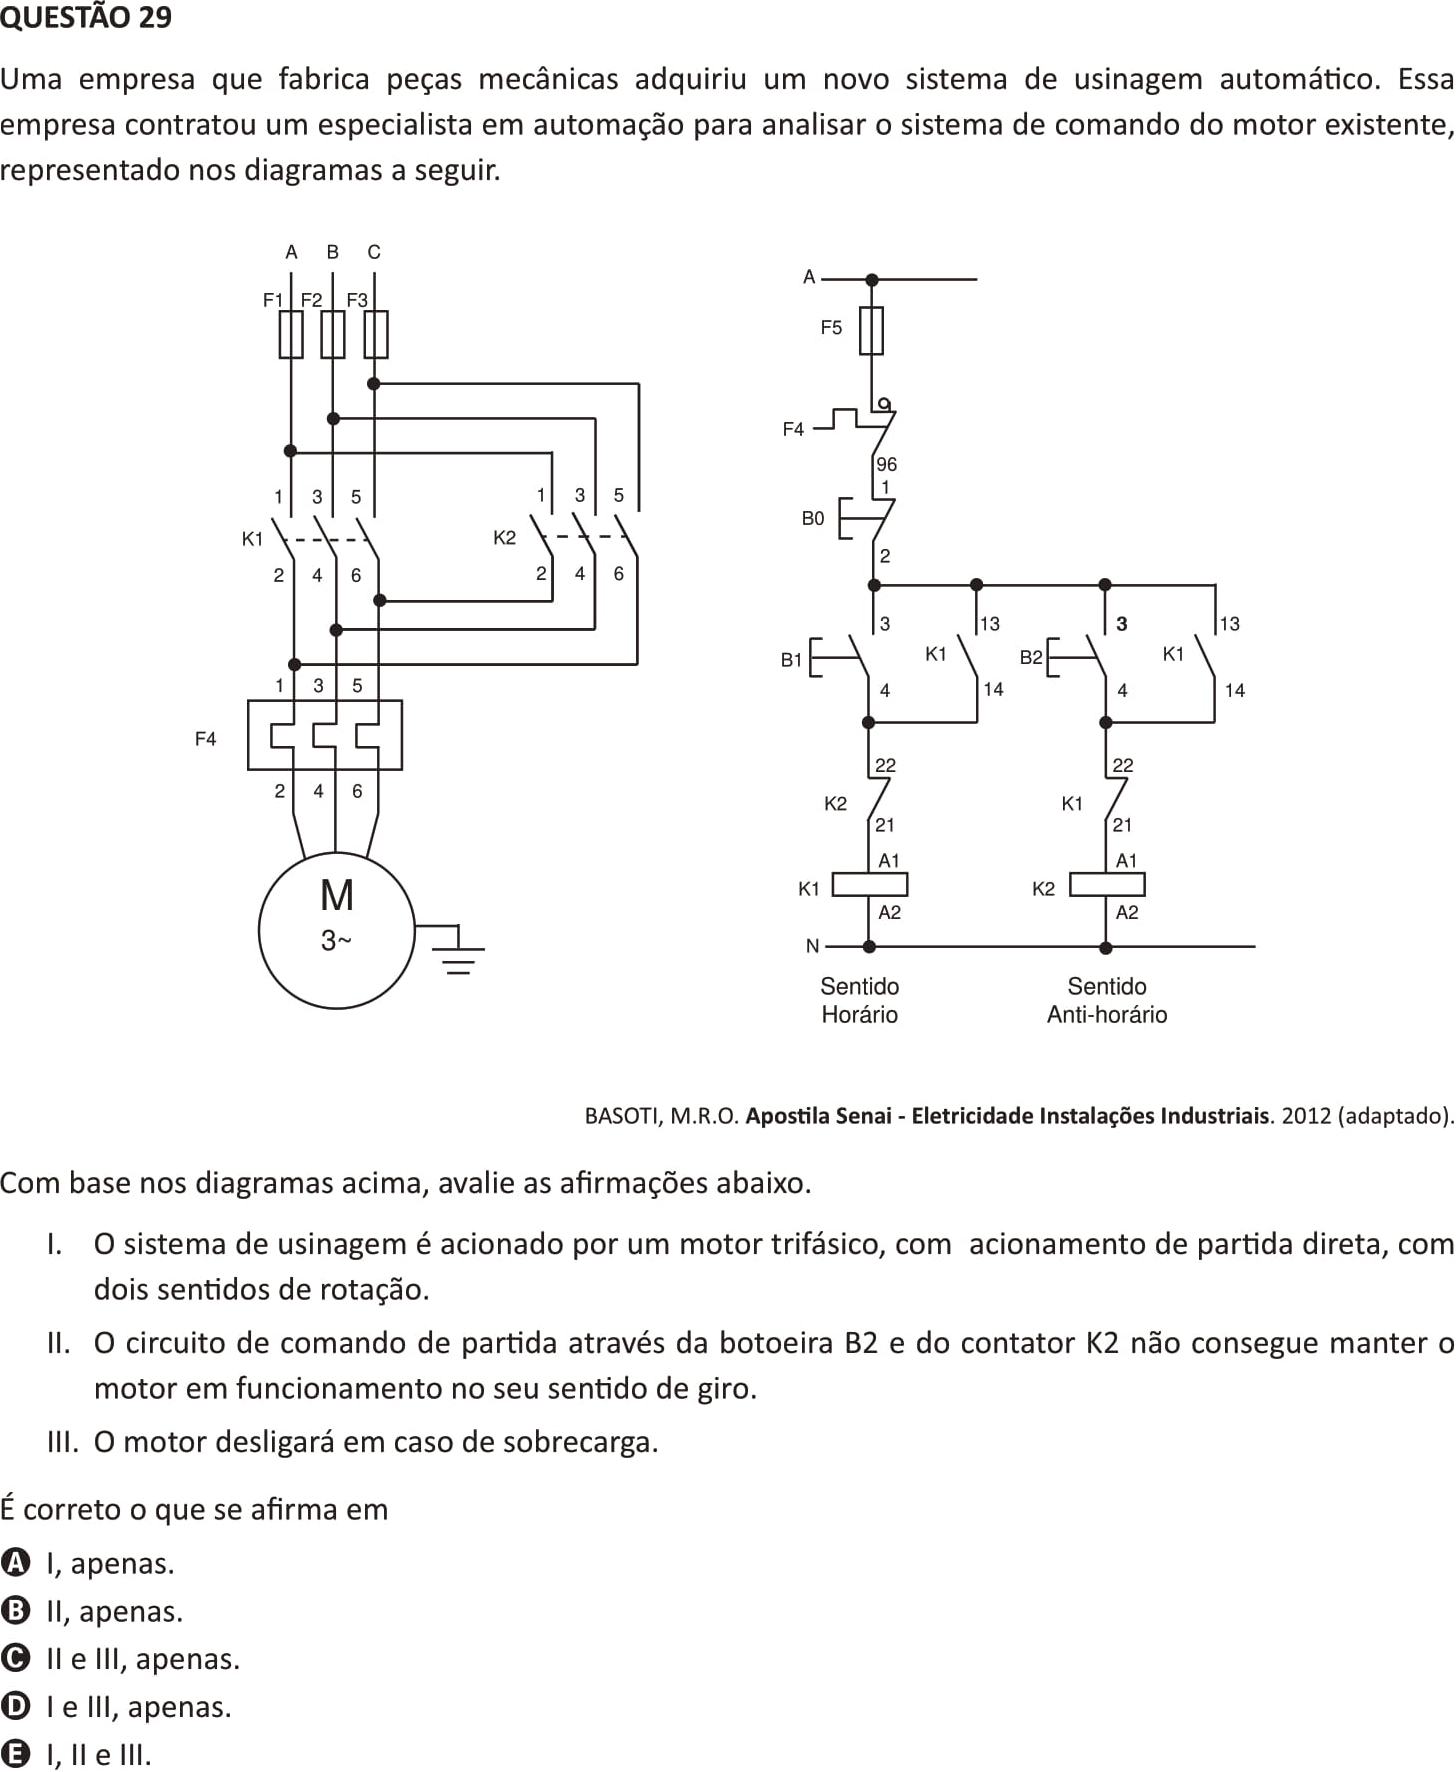 QUESTÃO 29
Uma empresa que fabrica peças mecânicas adquiriu um novo sistema de usinagem automático. Essa
empresa contratou um especialista em automação para analisar o sistema de comando do motor existente,
representado nos diagramas a seguir.
A B C
F1 F2 F3
1 3 5
K1
2 4 6
1 3 5
K2
2 4 6
1 3 5
F4
2 4 6
M
3~
A
F5
F4
96
1
B0
2
3 13 3 13
B1 K1 B2 K1
4 14 4 14
22 22
K2 K1
21 21
A1 A1
K1 K2
A2 A2
N
Sentido
Horário
Sentido
Anti-horário
BASOTI, M.R.O. Apostila Senai - Eletricidade Instalações Industriais. 2012 (adaptado).
Com base nos diagramas acima, avalie as afirmações abaixo.
I. O sistema de usinagem é acionado por um motor trifásico, com acionamento de partida direta, com
dois sentidos de rotação.
II. O circuito de comando de partida através da botoeira B2 e do contator K2 não consegue manter o
motor em funcionamento no seu sentido de giro.
III. O motor desligará em caso de sobrecarga.
É correto o que se afirma em
A I, apenas.
B II, apenas.
C II e III, apenas.
D I e III, apenas.
E I, II e III.